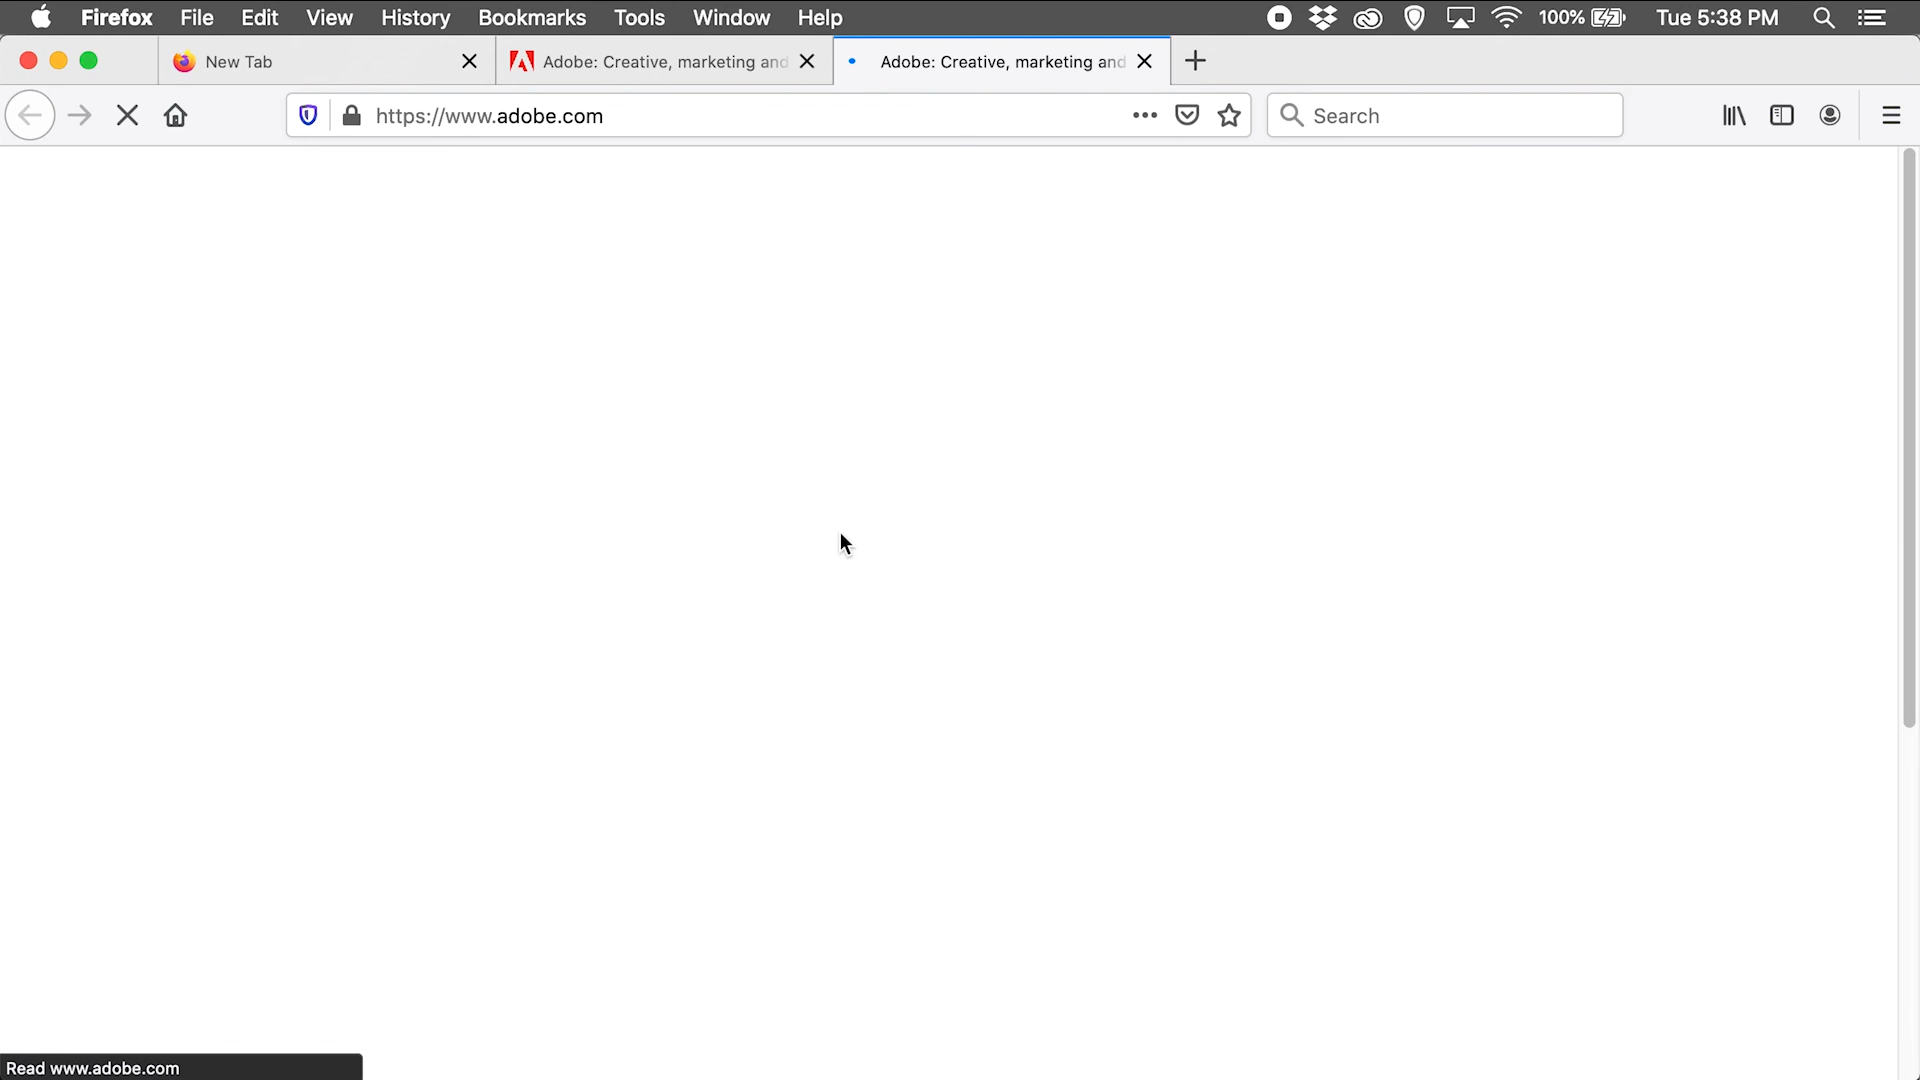 Firefox File Edit View History Bookmarks Tools Window Help 100% Tue 5:38 PM
New Tab Adobe: Creative, marketing and Adobe: Creative, marketing and
https://www.adobe.com Search
Read www.adobe.com